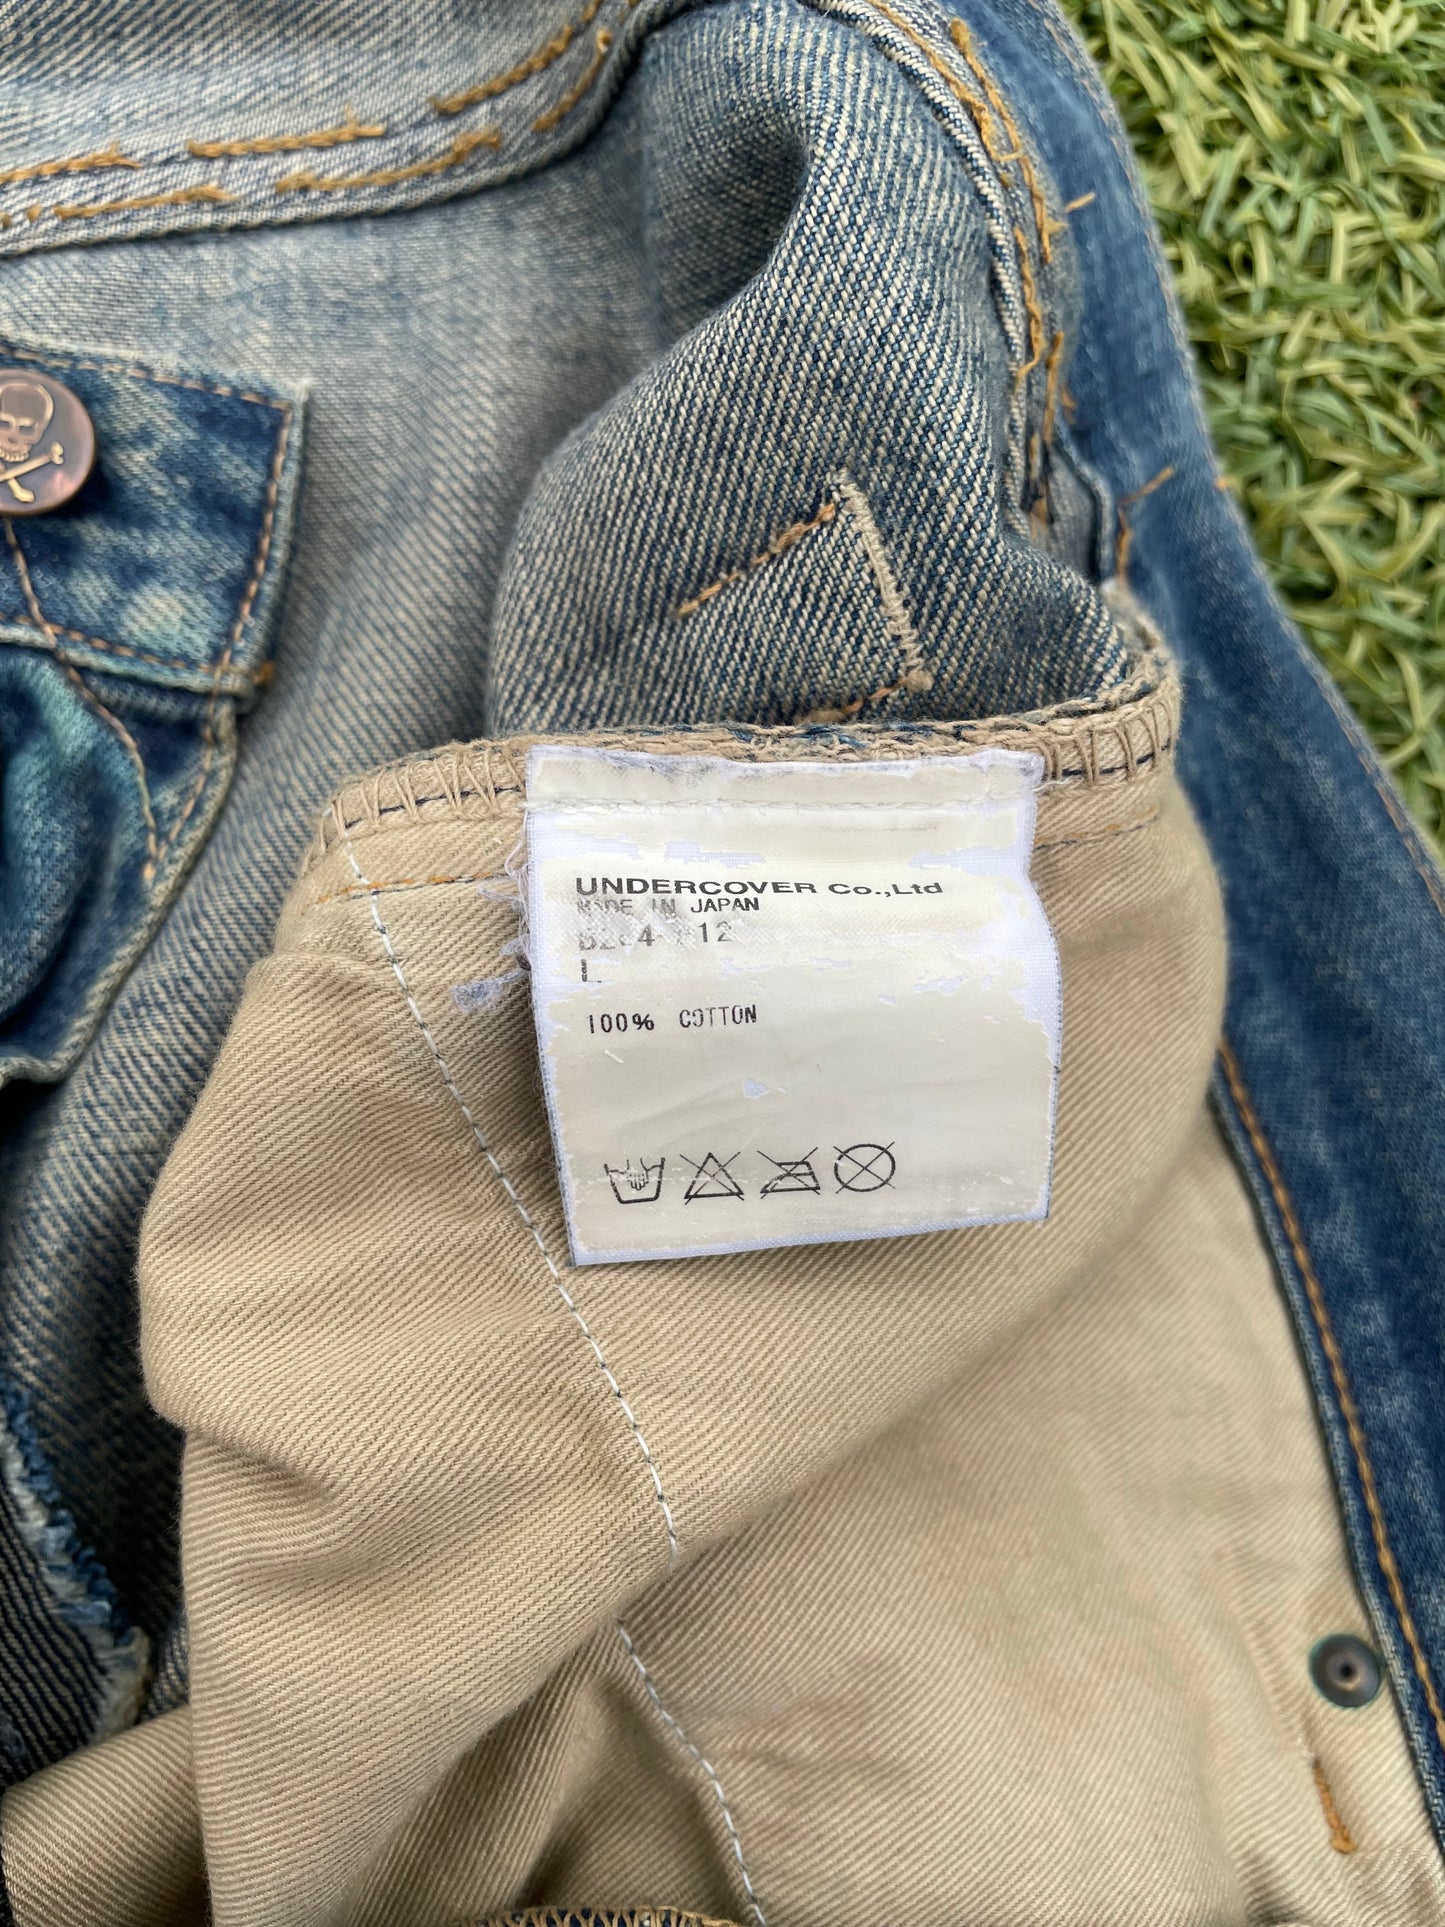 UNDERCOVER Co.,Ltd
MADE IN JAPAN
L
100% COTTON